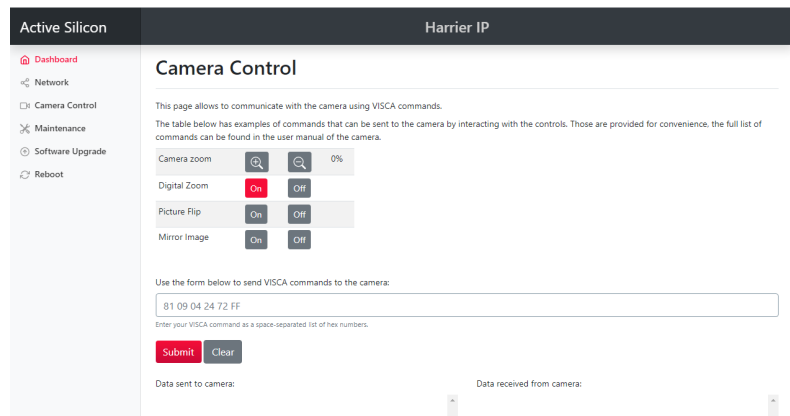 Active Silicon
Harrier IP
Dashboard
Network
Camera Control
Maintenance
Software Upgrade
Reboot
Camera Control
This page allows to communicate with the camera using VISCA commands.
The table below has examples of commands that can be sent to the camera by interacting with the controls. Those are provided for convenience, the full list of
commands can be found in the user manual of the camera.
Camera zoom 0%
Digital Zoom On Off
Picture Flip On Off
Mirror Image On Off
Use the form below to send VISCA commands to the camera:
81 09 04 24 72 FF
Enter your VISCA command as a space-separated list of hex numbers.
Submit Clear
Data sent to camera: Data received from camera: